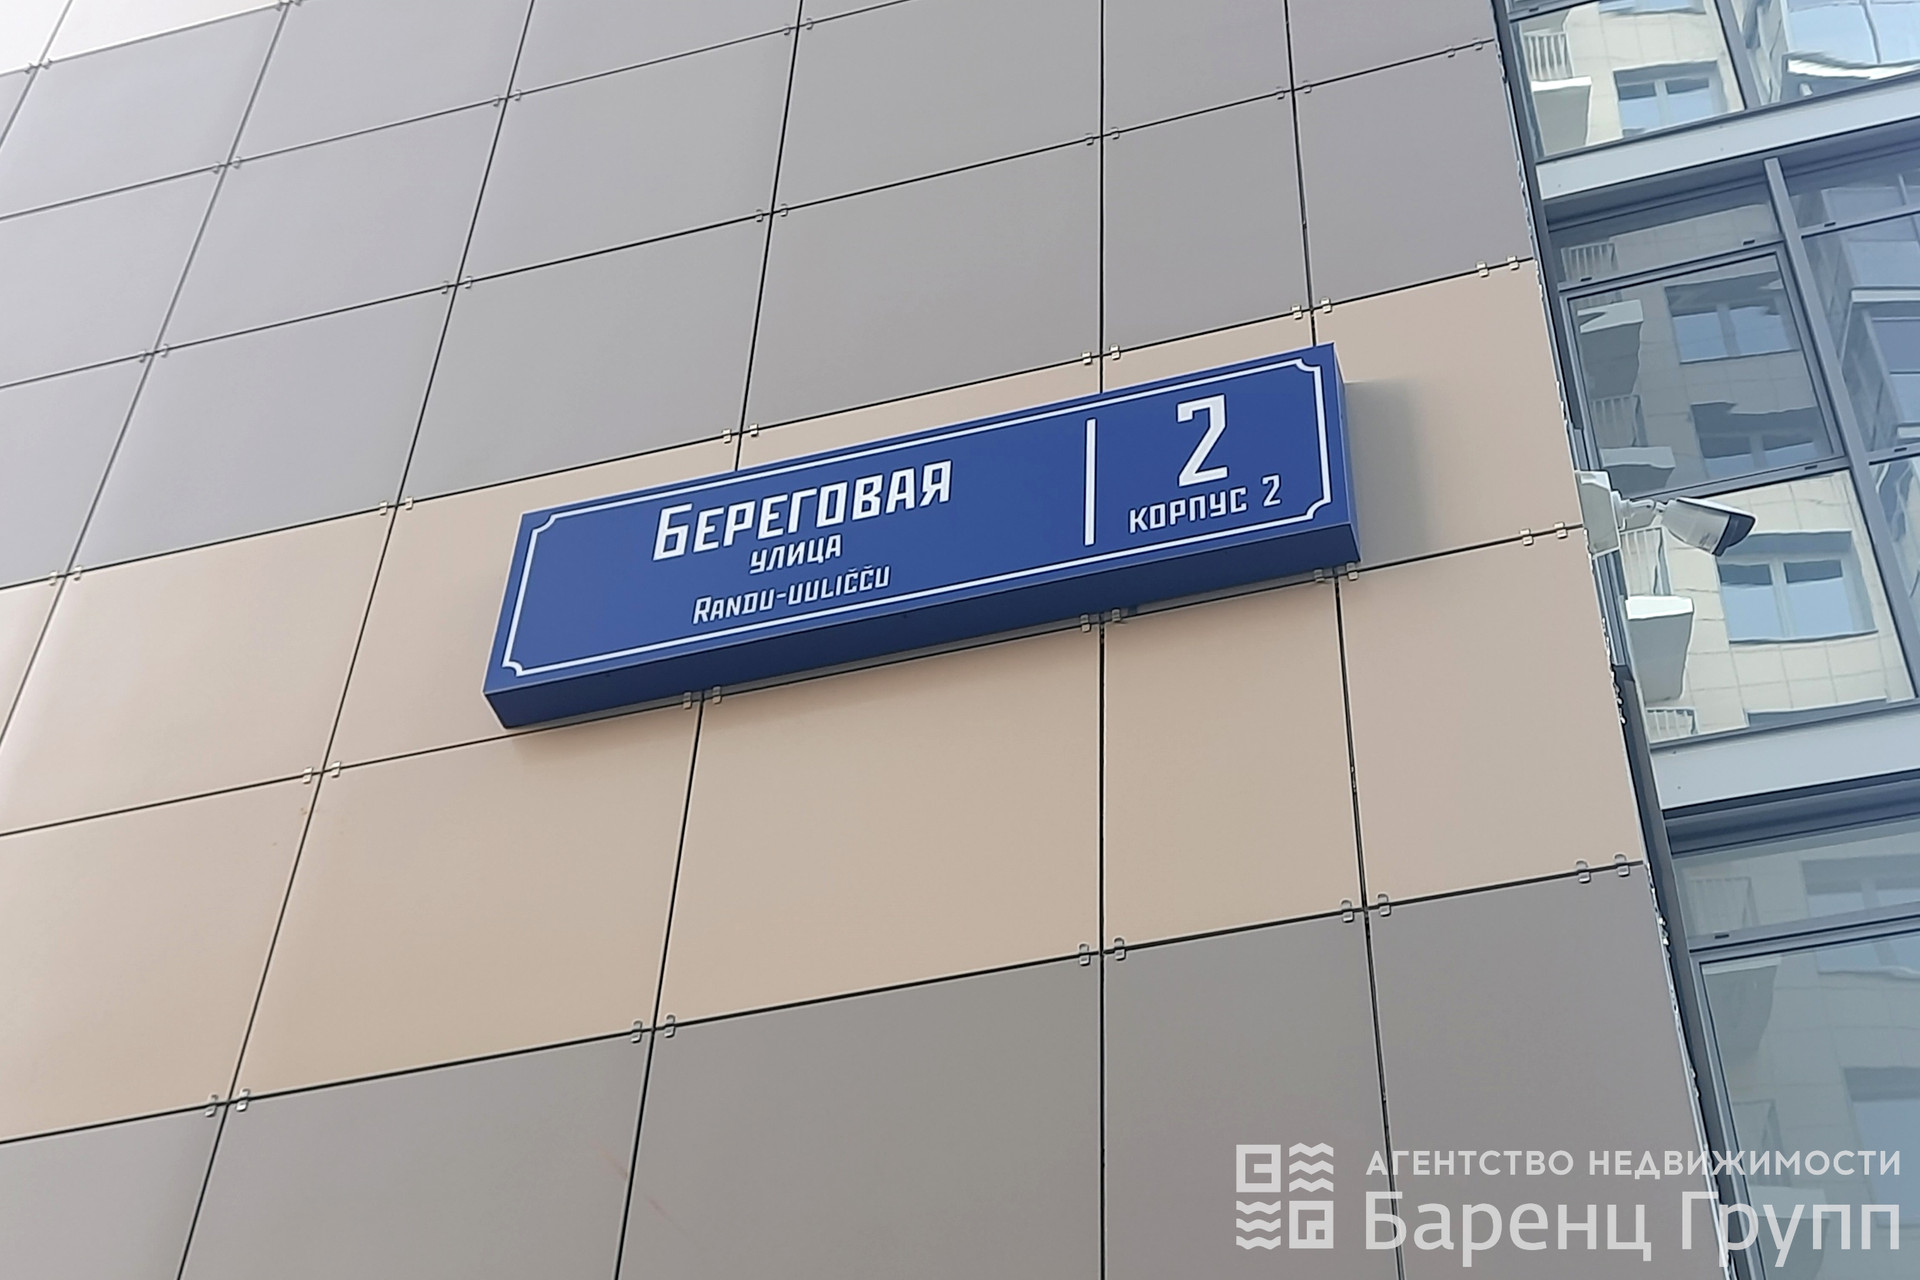 Береговая
улица
Randu-uuličču
2
корпус 2
АГЕНТСТВО НЕДВИЖИМОСТИ
Баренц Групп